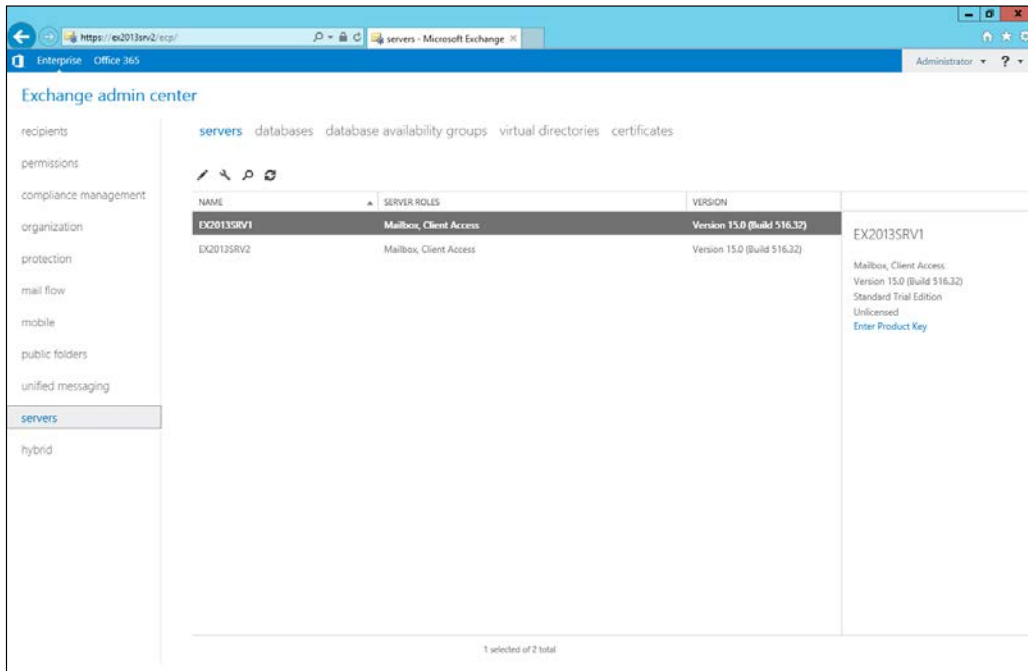 https://ex2013srv2/ecp/
servers - Microsoft Exchange
Enterprise Office 365
Administrator ?
Exchange admin center
recipients
permissions
compliance management
organization
protection
mail flow
mobile
public folders
unified messaging
servers
hybrid
servers databases database availability groups virtual directories certificates
NAME SERVER ROLES VERSION
EX2013SRV1 Mailbox, Client Access Version 15.0 (Build 516.32)
EX2013SRV2 Mailbox, Client Access Version 15.0 (Build 516.32)
EX2013SRV1
Mailbox, Client Access
Version 15.0 (Build 516.32)
Standard Trial Edition
Unlicensed
Enter Product Key
1 selected of 2 total